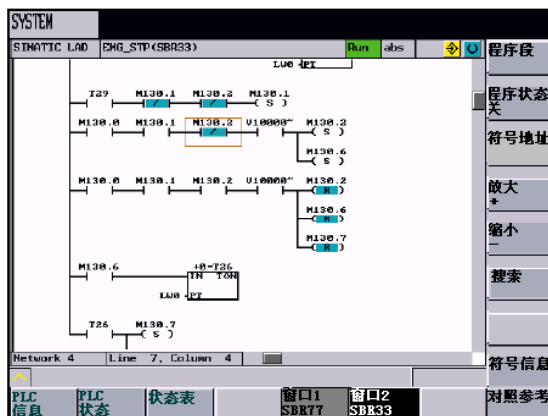 SYSTEM
SIMATIC LAD EMG_STP(SBR33) Run abs
LW0 PT
T29 M130.1 M130.2 M130.1
/ / S
M130.0 M130.1 M130.2 V10000~ M130.2
/ S
M130.6
S
M130.0 M130.1 M130.2 V10000~ M130.2
R
M130.6
R
M130.7
R
M130.6 +0-T26
IN TON
LW0 PT
T26 M130.7
S
Network 4 Line 7, Column 4
程序段
程序状态
关
符号地址
放大
+
缩小
-
搜索
符号信息
对照参考
PLC
信息
PLC
状态
状态表
窗口1
SBR77
窗口2
SBR33